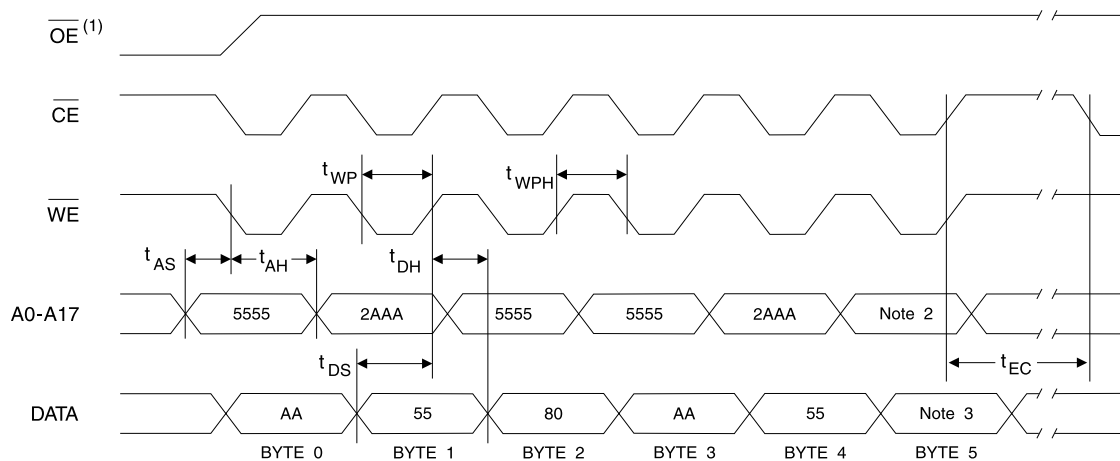 OE (1)
CE
tWP
tWPH
WE
tAS
tAH
tDH
A0-A17
5555
2AAA
5555
5555
2AAA
Note 2
tDS
tEC
DATA
AA
55
80
AA
55
Note 3
BYTE 0
BYTE 1
BYTE 2
BYTE 3
BYTE 4
BYTE 5